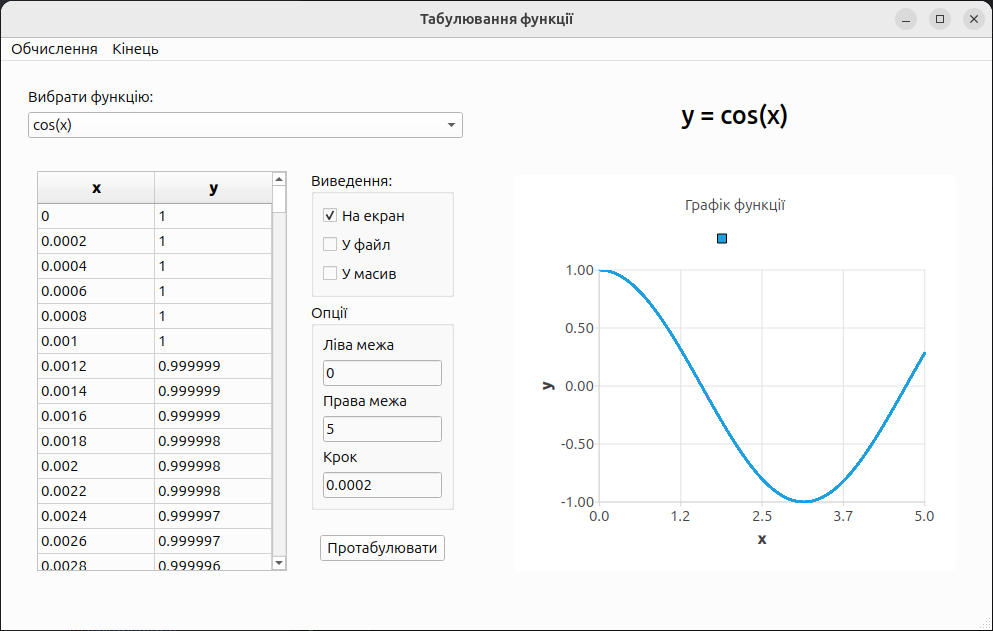 Табулювання функції
Обчислення Кінець
Вибрати функцію:
cos(x)
y = cos(x)
x y
0 1
0.0002 1
0.0004 1
0.0006 1
0.0008 1
0.001 1
0.0012 0.999999
0.0014 0.999999
0.0016 0.999999
0.0018 0.999998
0.002 0.999998
0.0022 0.999998
0.0024 0.999997
0.0026 0.999997
0.0028 0.999996
Виведення:
На екран
У файл
У масив
Опції
Ліва межа
0
Права межа
5
Крок
0.0002
Протабулювати
Графік функції
1.00
0.50
0.00
-0.50
-1.00
y
0.0 1.2 2.5 3.7 5.0
x